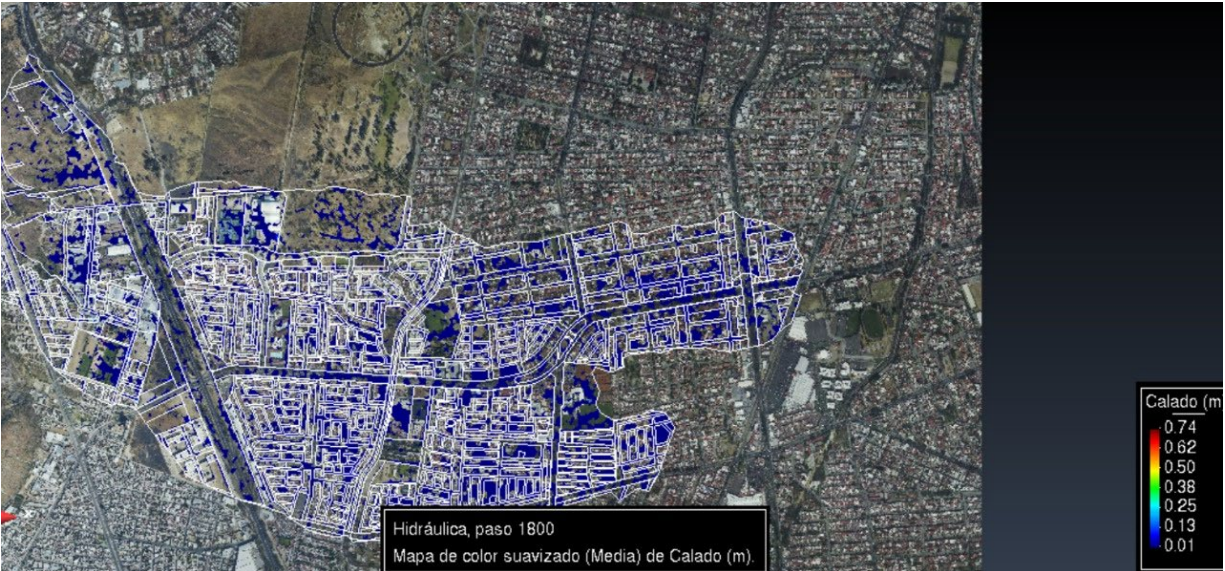 Calado (m
0.74
0.62
0.50
0.38
0.25
0.13
0.01
Hidráulica, paso 1800
Mapa de color suavizado (Media) de Calado (m).